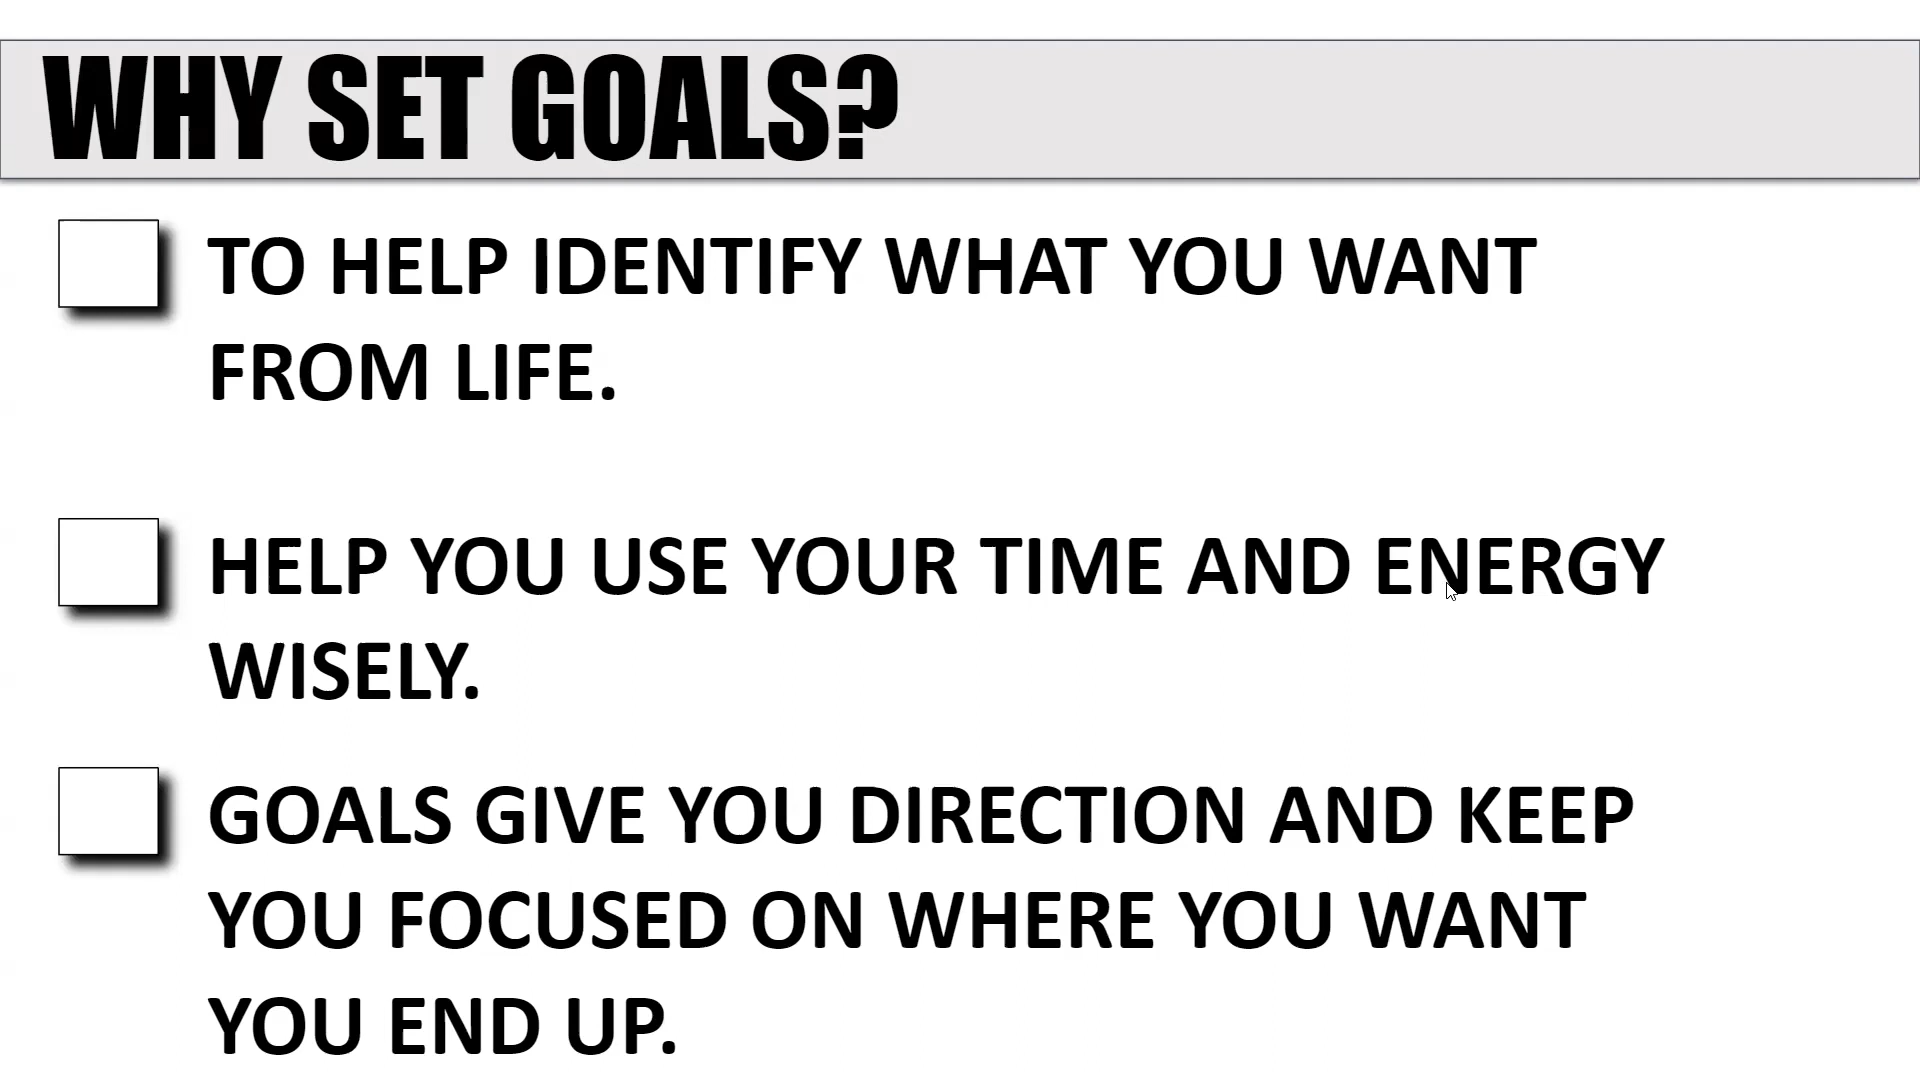 WHY SET GOALS?
TO HELP IDENTIFY WHAT YOU WANT
FROM LIFE.
HELP YOU USE YOUR TIME AND ENERGY
WISELY.
GOALS GIVE YOU DIRECTION AND KEEP
YOU FOCUSED ON WHERE YOU WANT
YOU END UP.